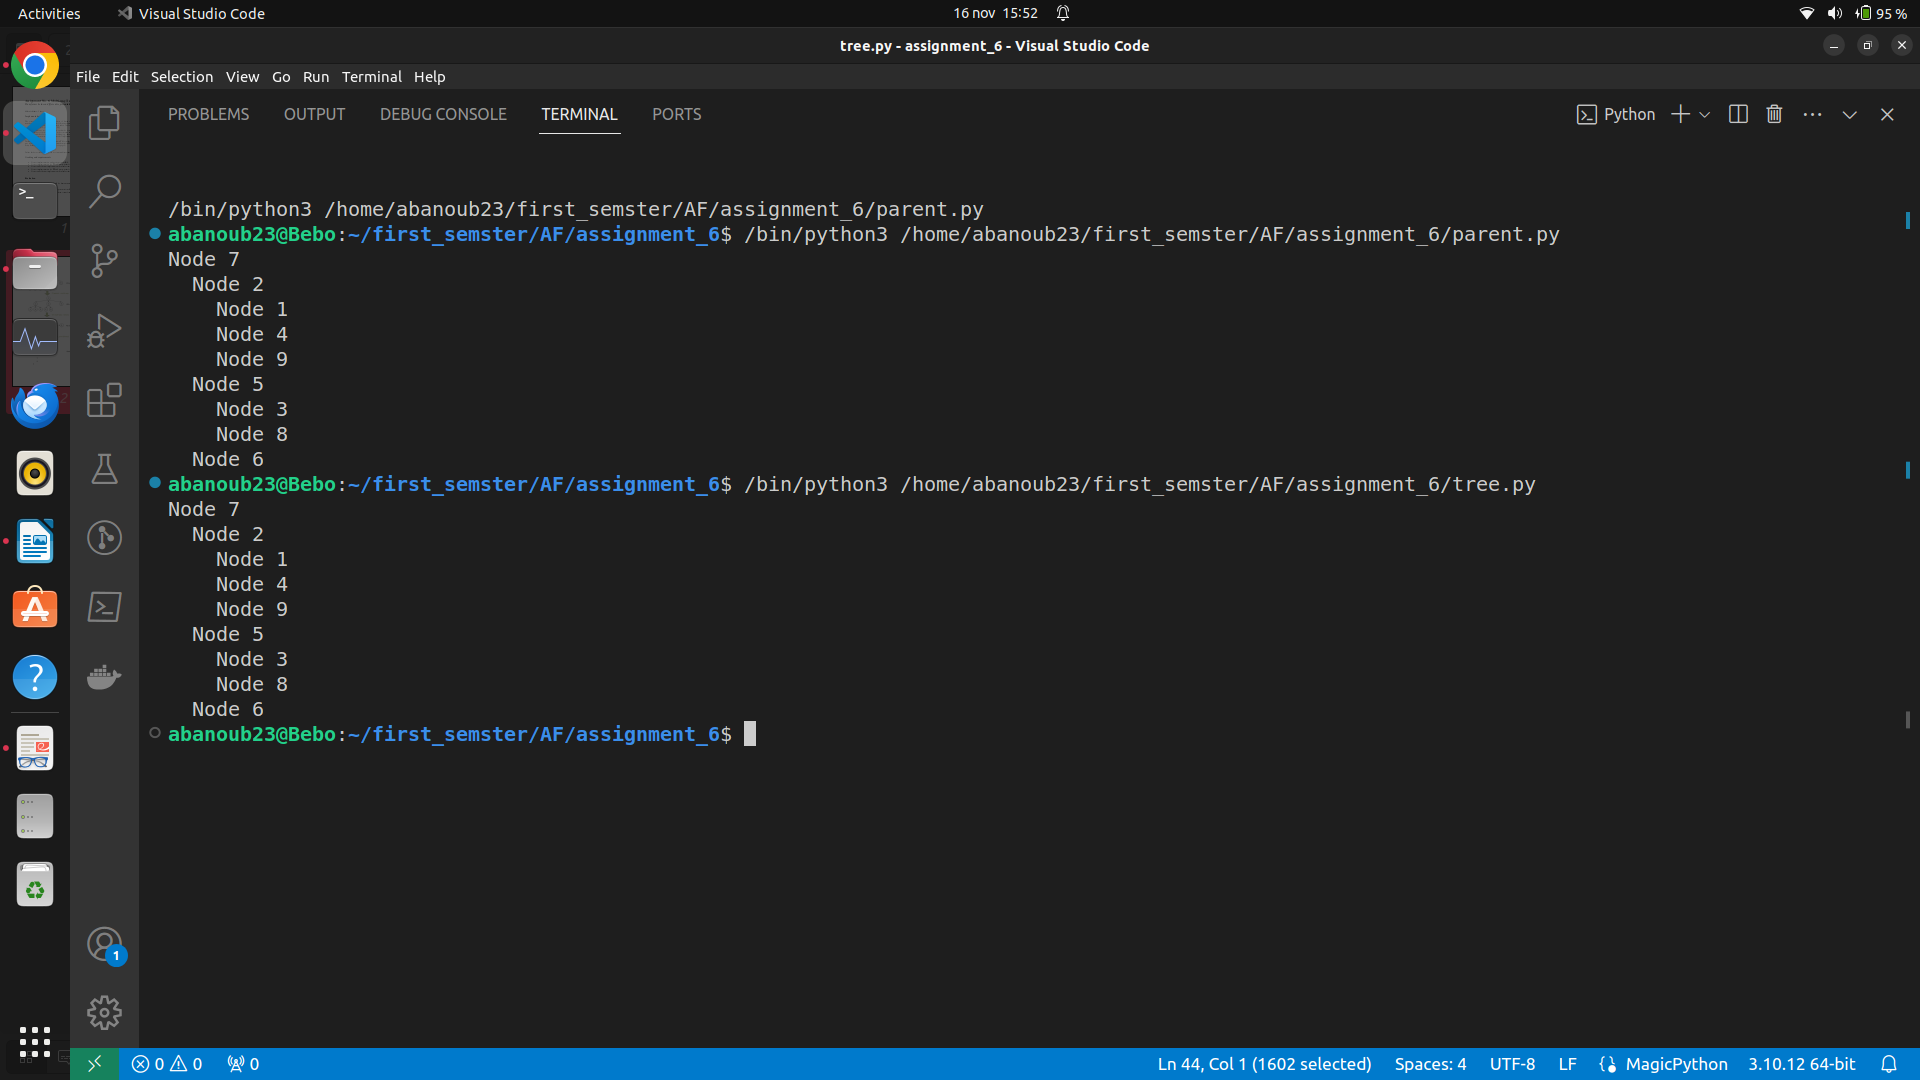 Activities Visual Studio Code 16 nov 15:52 95 %
tree.py - assignment_6 - Visual Studio Code
File Edit Selection View Go Run Terminal Help
PROBLEMS OUTPUT DEBUG CONSOLE TERMINAL PORTS Python
/bin/python3 /home/abanoub23/first_semster/AF/assignment_6/parent.py
abanoub23@Bebo:~/first_semster/AF/assignment_6$ /bin/python3 /home/abanoub23/first_semster/AF/assignment_6/parent.py
Node 7
Node 2
Node 1
Node 4
Node 9
Node 5
Node 3
Node 8
Node 6
abanoub23@Bebo:~/first_semster/AF/assignment_6$ /bin/python3 /home/abanoub23/first_semster/AF/assignment_6/tree.py
Node 7
Node 2
Node 1
Node 4
Node 9
Node 5
Node 3
Node 8
Node 6
abanoub23@Bebo:~/first_semster/AF/assignment_6$
1
0 0 0 Ln 44, Col 1 (1602 selected) Spaces: 4 UTF-8 LF MagicPython 3.10.12 64-bit